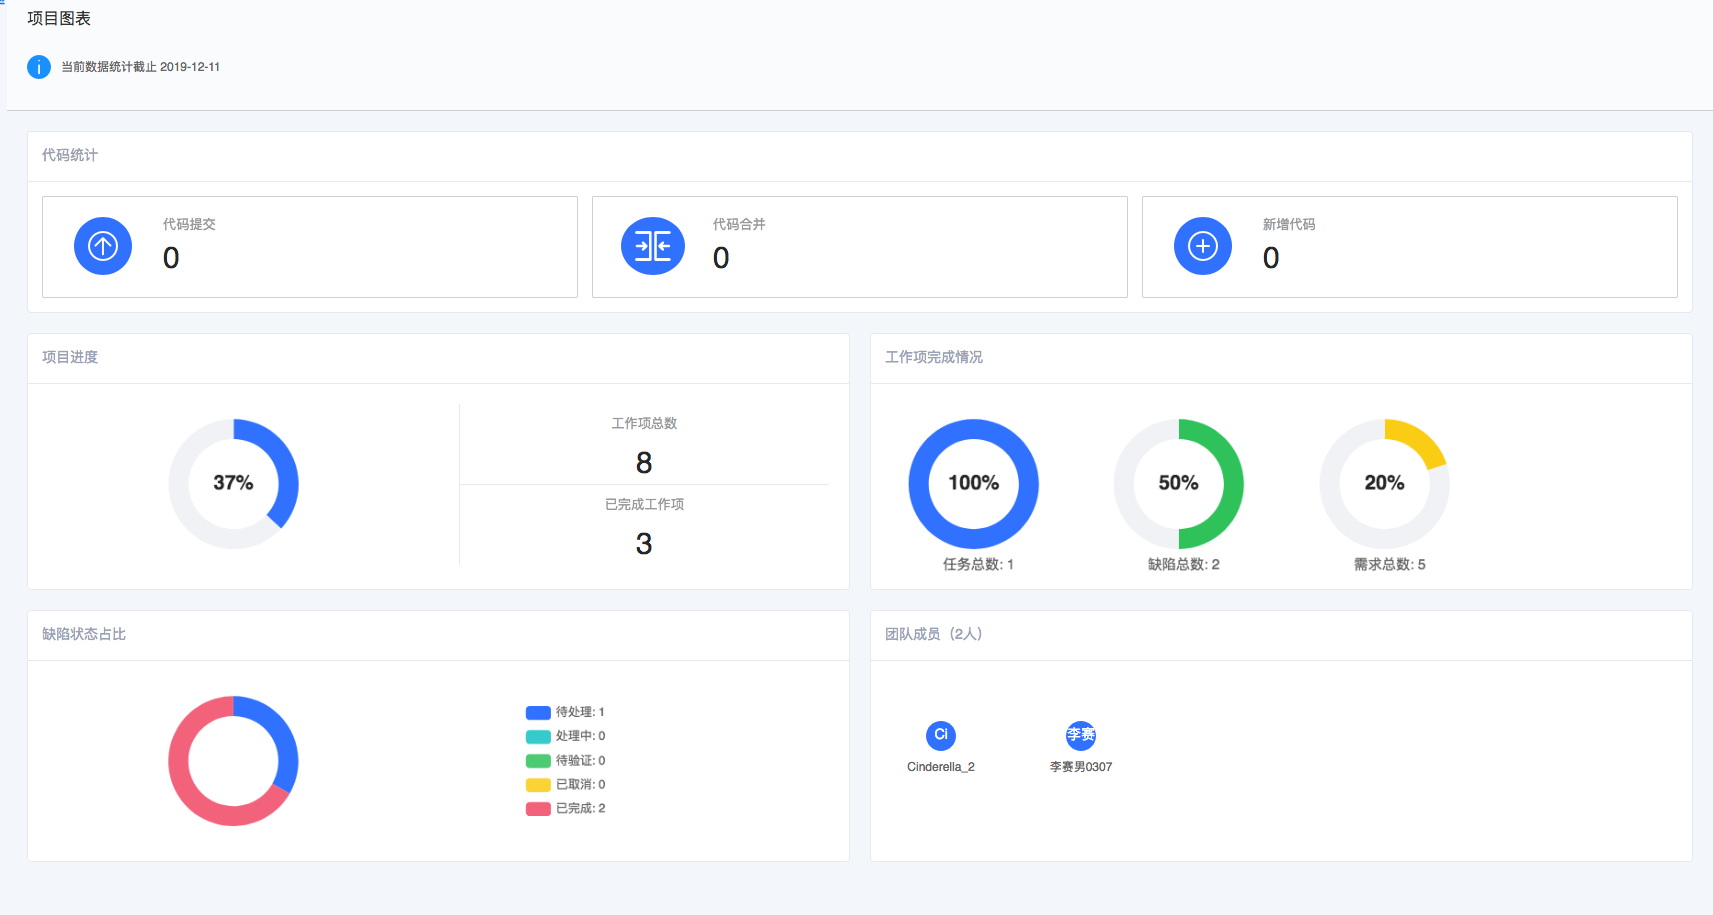 项目图表
当前数据统计截止 2019-12-11
代码统计
代码提交
0
代码合并
0
新增代码
0
项目进度
37%
工作项总数
8
已完成工作项
3
工作项完成情况
100%
任务总数: 1
50%
缺陷总数: 2
20%
需求总数: 5
缺陷状态占比
待处理: 1
处理中: 0
待验证: 0
已取消: 0
已完成: 2
团队成员（2人）
Ci
Cinderella_2
李赛
李赛男0307